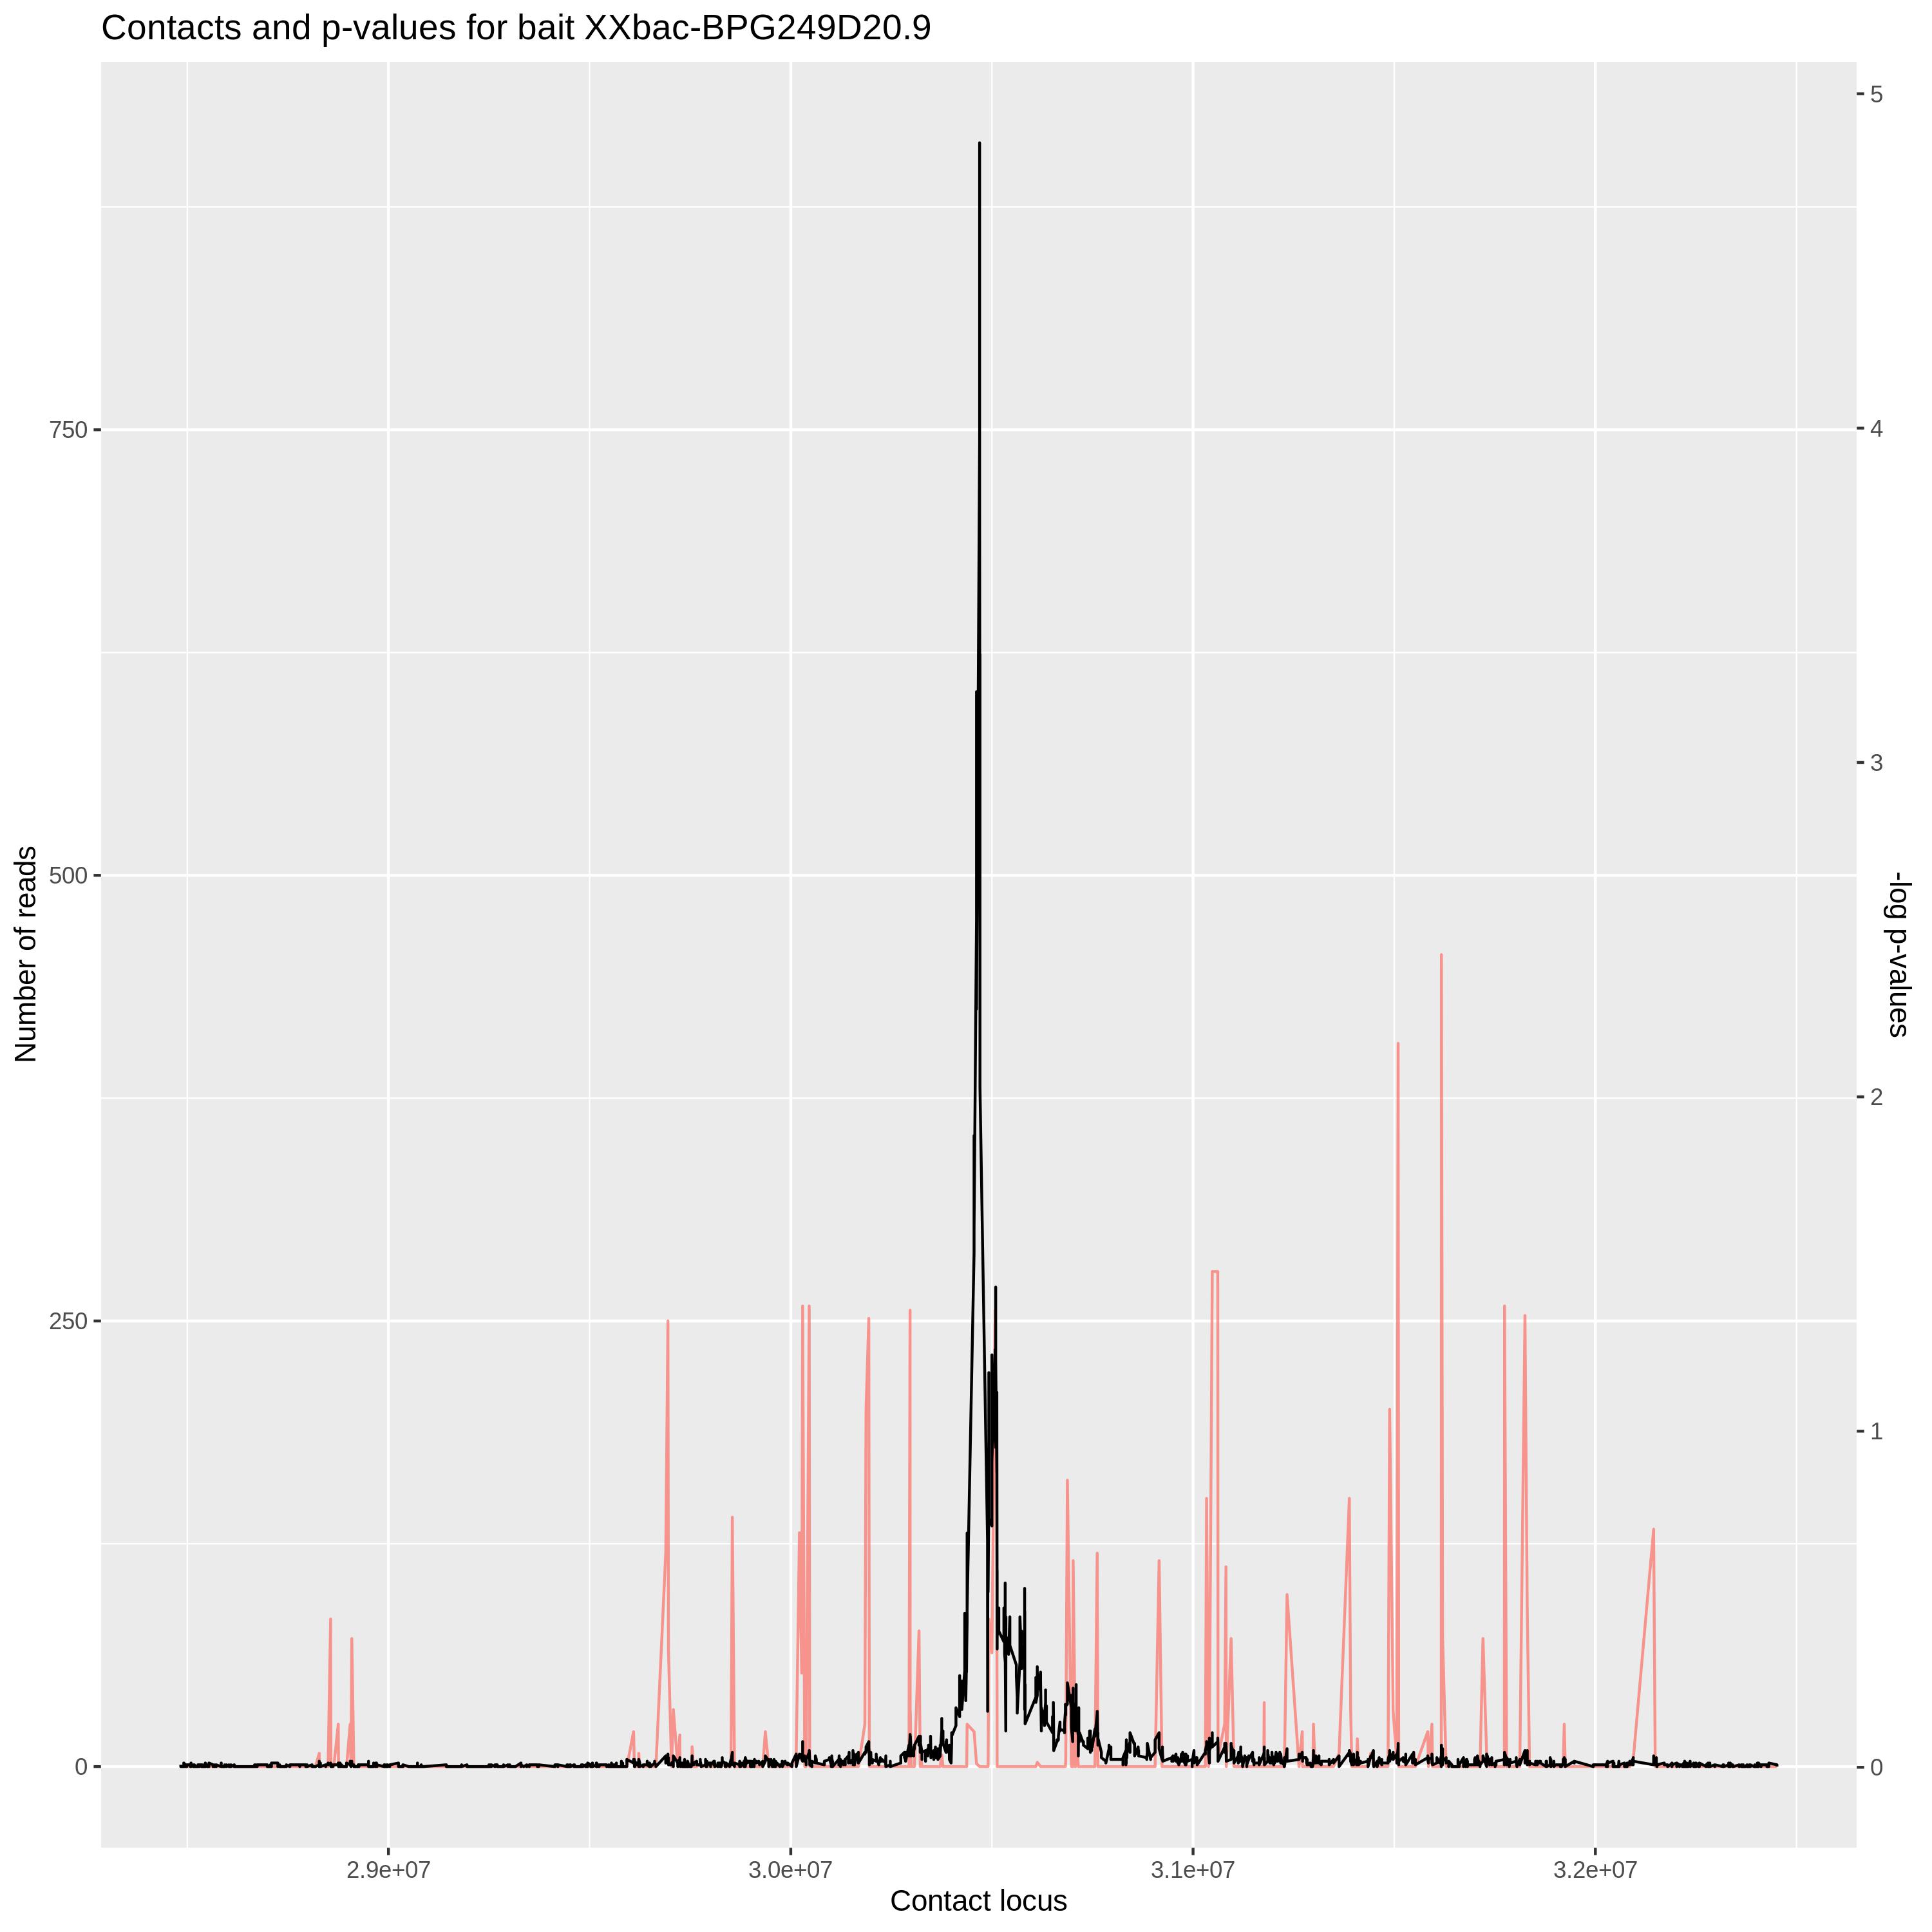 Contacts and p-values for bait XXbac-BPG249D20.9
Number of reads
750
500
250
0
5
4
3
2
1
0
-log p-values
2.9e+07 3.0e+07 3.1e+07 3.2e+07
Contact locus